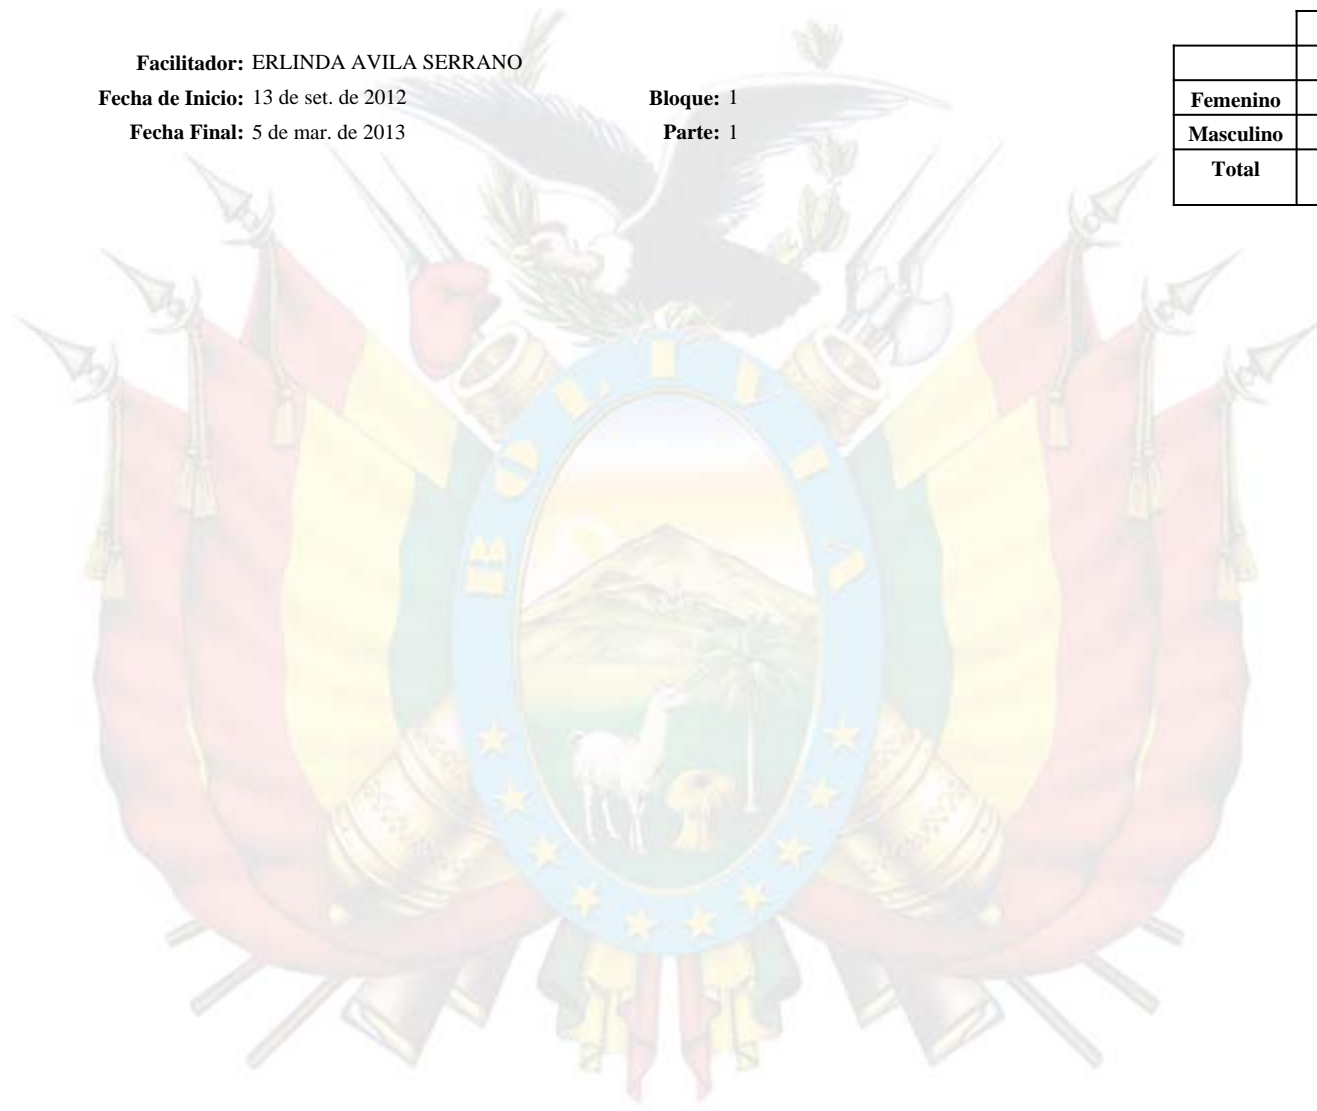 Facilitador: ERLINDA AVILA SERRANO
Fecha de Inicio: 13 de set. de 2012 Bloque: 1
Fecha Final: 5 de mar. de 2013 Parte: 1
Femenino
Masculino
Total
BOLIVIA